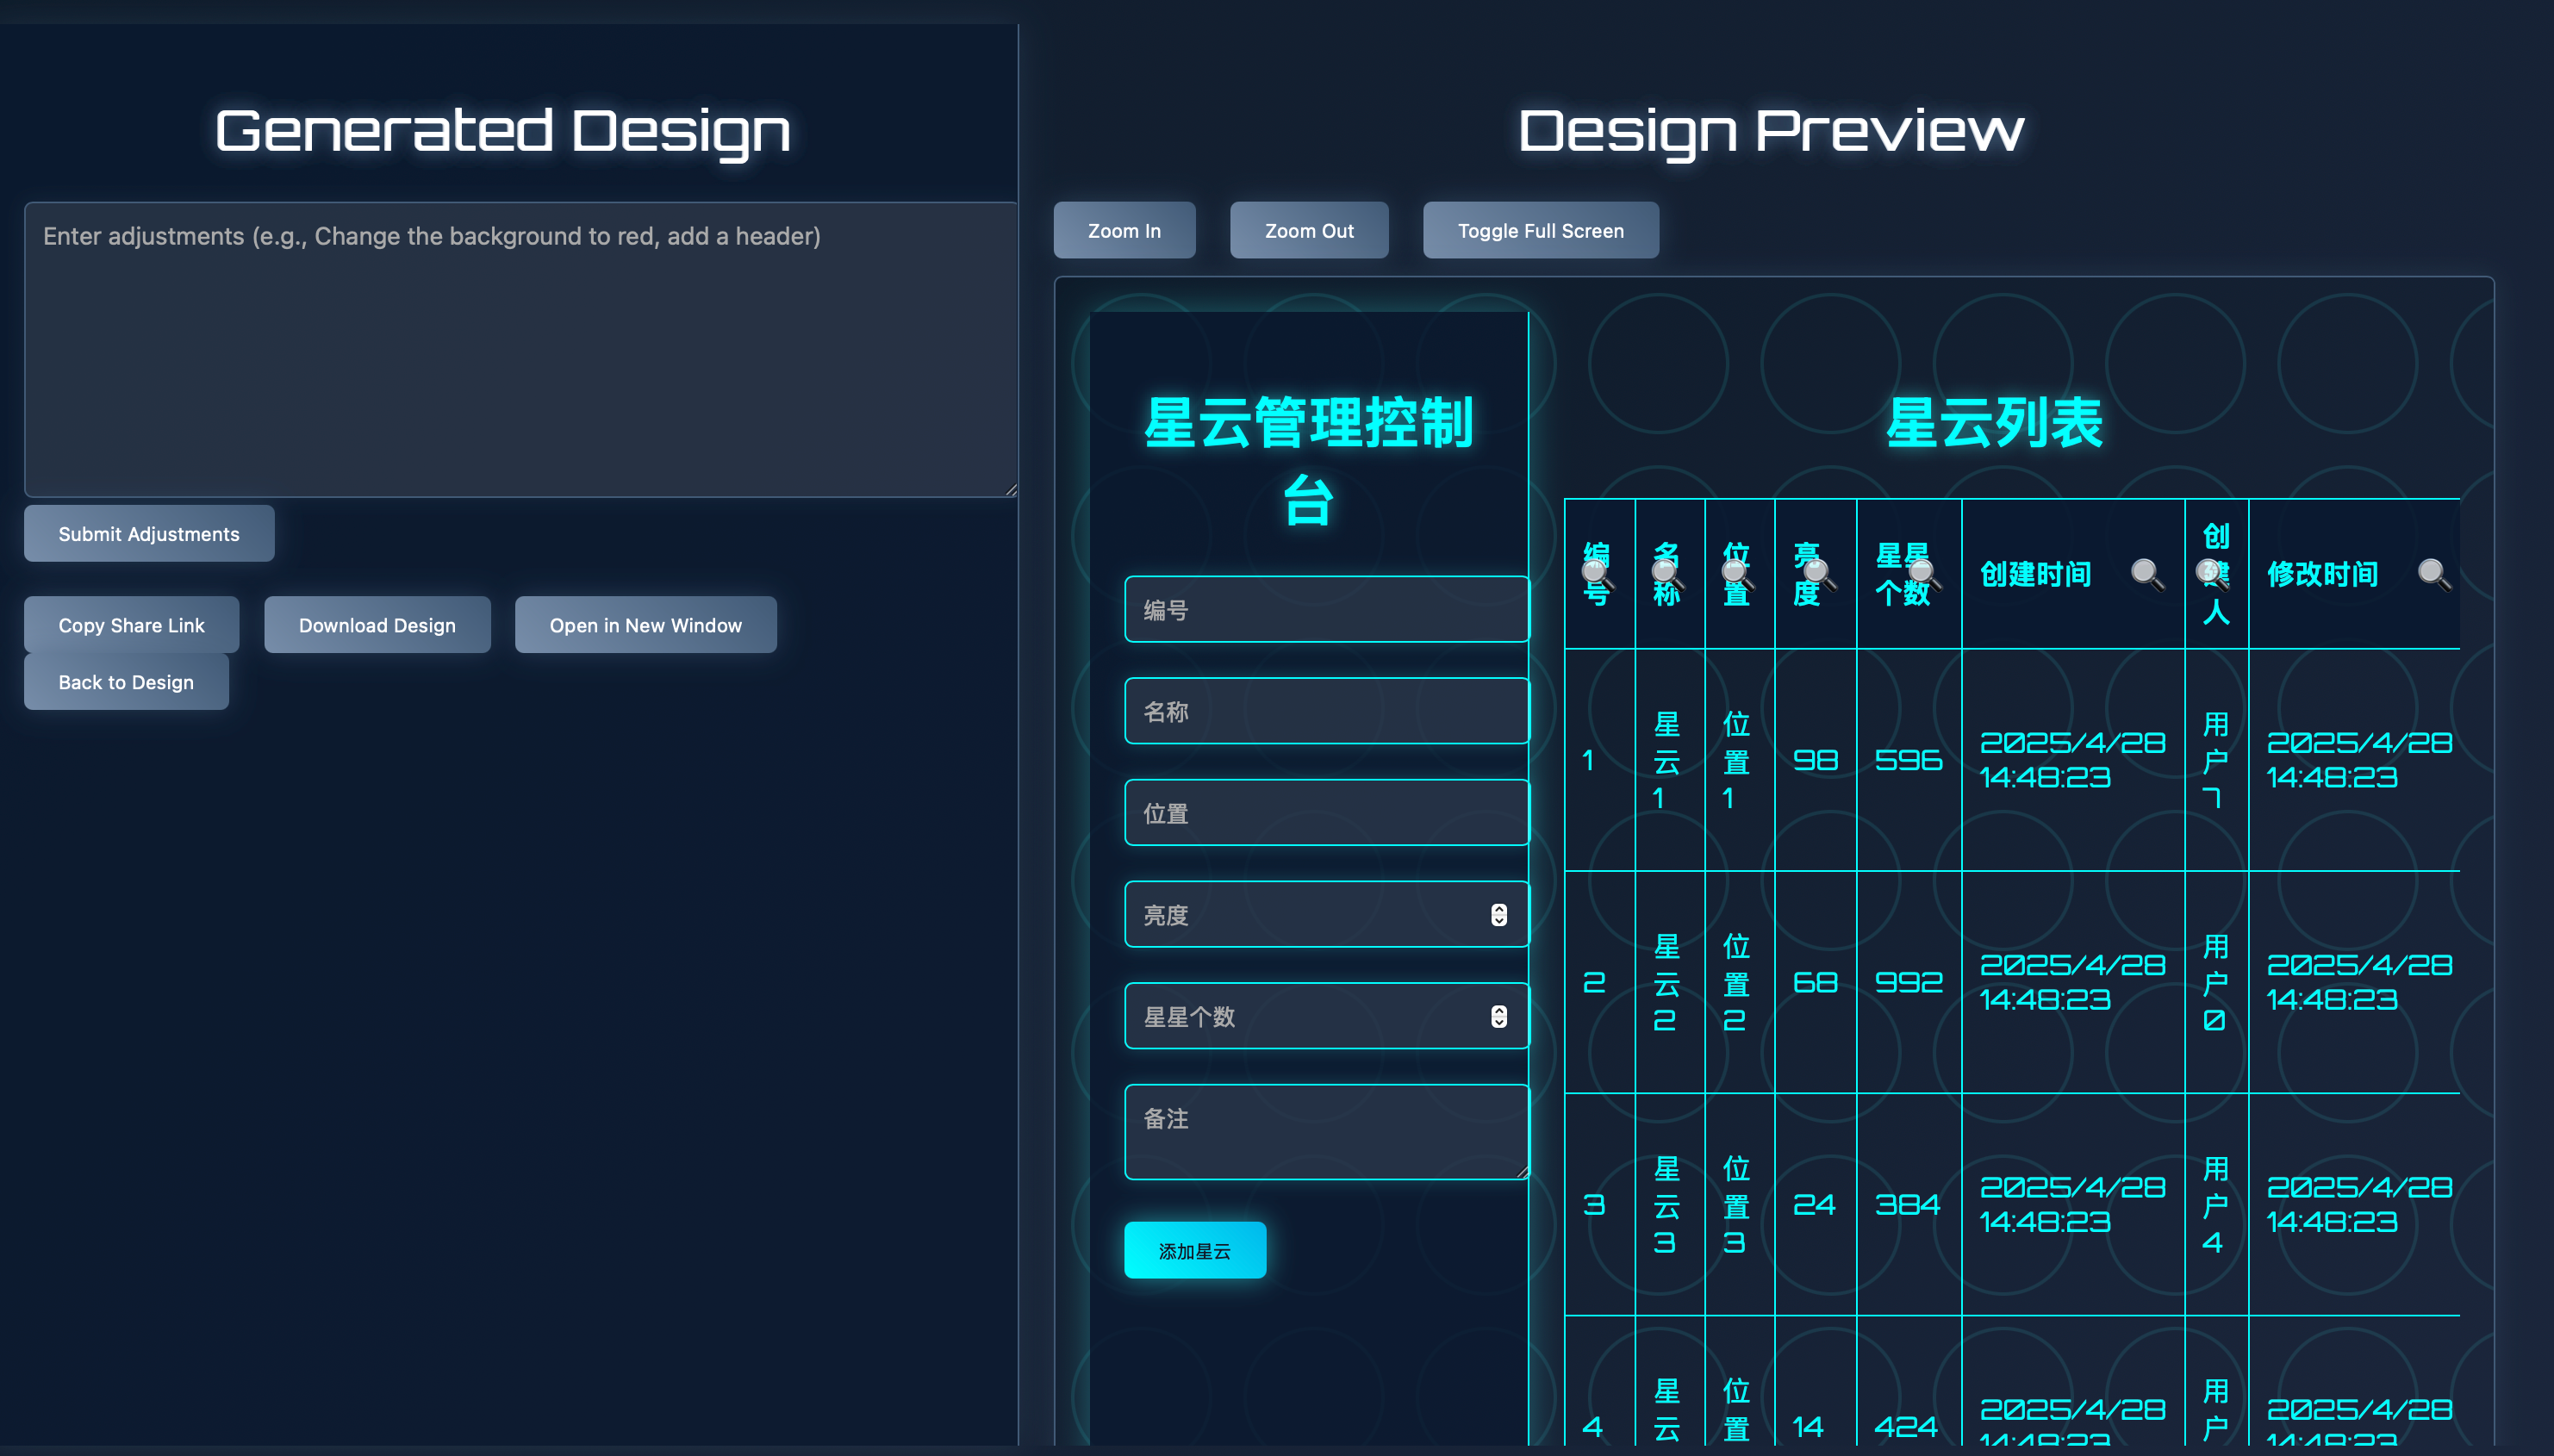 Generated Design
Enter adjustments (e.g., Change the background to red, add a header)
Submit Adjustments
Copy Share Link
Download Design
Open in New Window
Back to Design
Design Preview
Zoom In
Zoom Out
Toggle Full Screen
星云管理控制
台
编号
名称
位置
亮度
星星个数
备注
添加星云
星云列表
编号 名称 位置 亮度 星星个数 创建时间 创建人 修改时间
1 星云1 位置1 98 596 2025/4/28 14:48:23 用户7 2025/4/28 14:48:23
2 星云2 位置2 68 992 2025/4/28 14:48:23 用户0 2025/4/28 14:48:23
3 星云3 位置3 24 384 2025/4/28 14:48:23 用户4 2025/4/28 14:48:23
4 星云 位置 14 424 2025/4/28 14:48:23 用户 2025/4/28 14:48:23